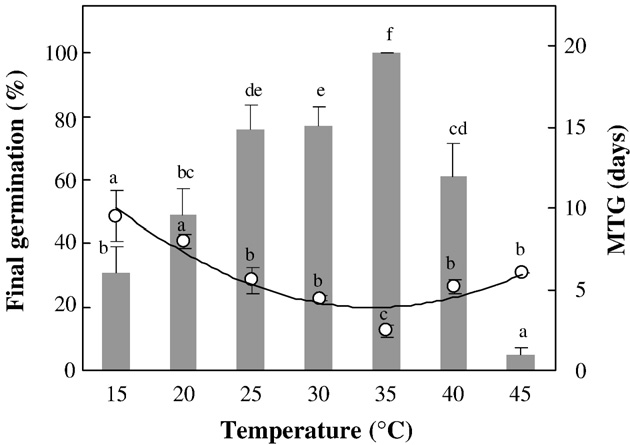 f
100
20
de
e
80
cd
15
a
bc
60
10
a
40
b
b
b
b
b
c
20
5
a
0
0
15 20 25 30 35 40 45
Temperature (°C)
Final germination (%)
MTG (days)